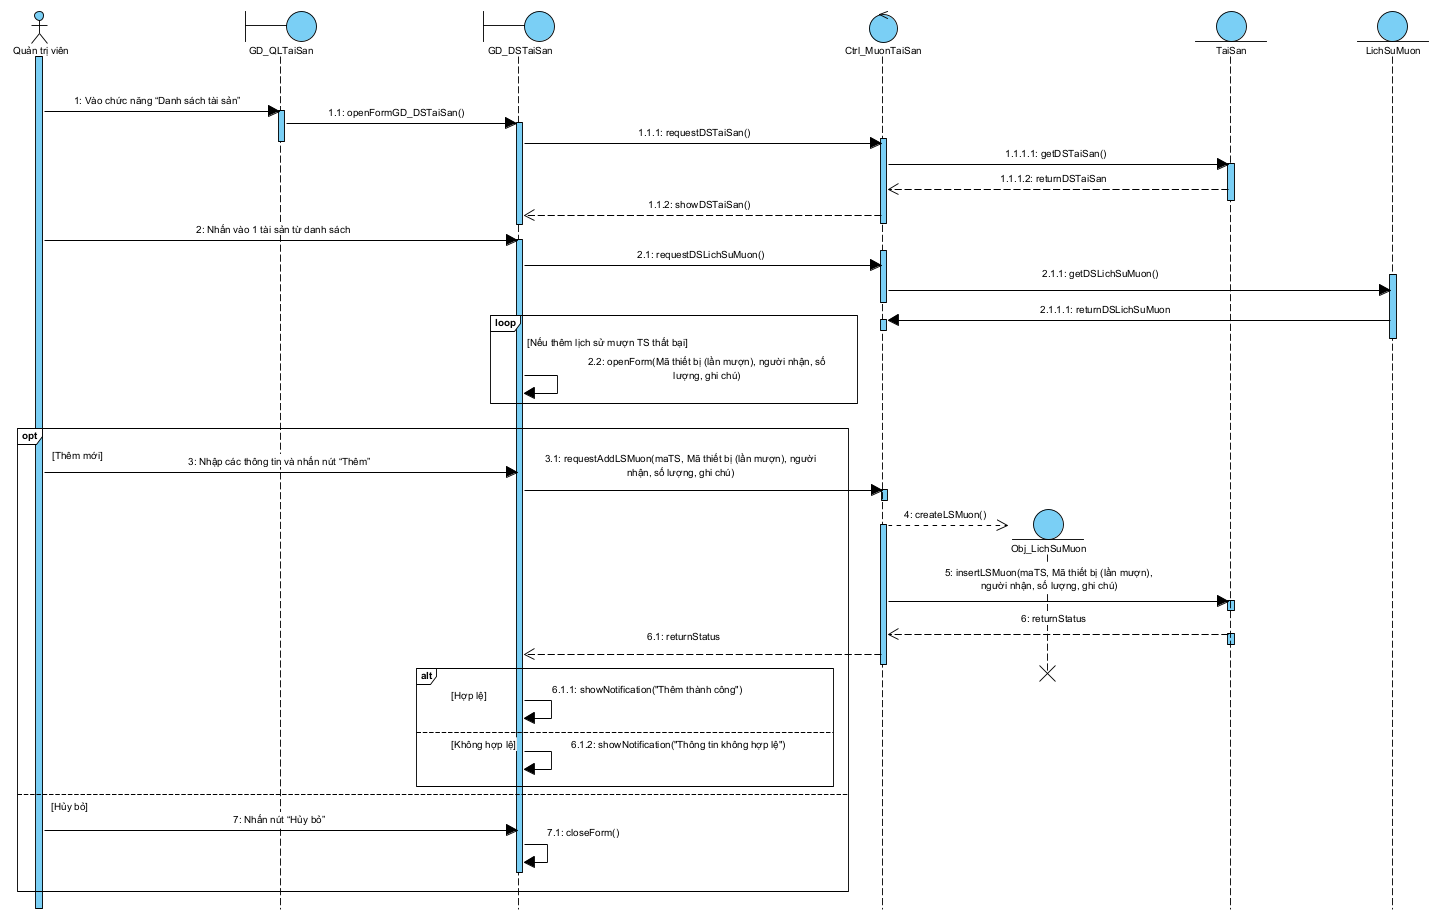 Quản trị viên
GD_QLTaiSan
GD_DSTaiSan
Ctrl_MuonTaiSan
TaiSan
LichSuMuon
1: Vào chức năng “Danh sách tài sản”
1.1: openFormGD_DSTaiSan()
1.1.1: requestDSTaiSan()
1.1.1.1: getDSTaiSan()
1.1.1.2: returnDSTaiSan
1.1.2: showDSTaiSan()
2: Nhấn vào 1 tài sản từ danh sách
2.1: requestDSLichSuMuon()
2.1.1: getDSLichSuMuon()
2.1.1.1: returnDSLichSuMuon
loop
[Nếu thêm lịch sử mượn TS thất bại]
2.2: openForm(Mã thiết bị (lần mượn), người nhận, số
lượng, ghi chú)
opt
[Thêm mới]
3: Nhập các thông tin và nhấn nút “Thêm”
3.1: requestAddLSMuon(maTS, Mã thiết bị (lần mượn), người
nhận, số lượng, ghi chú)
4: createLSMuon()
Obj_LichSuMuon
5: insertLSMuon(maTS, Mã thiết bị (lần mượn),
người nhận, số lượng, ghi chú)
6: returnStatus
6.1: returnStatus
alt
[Hợp lệ]
6.1.1: showNotification("Thêm thành công")
[Không hợp lệ]
6.1.2: showNotification("Thông tin không hợp lệ")
[Hủy bỏ]
7: Nhấn nút “Hủy bỏ”
7.1: closeForm()